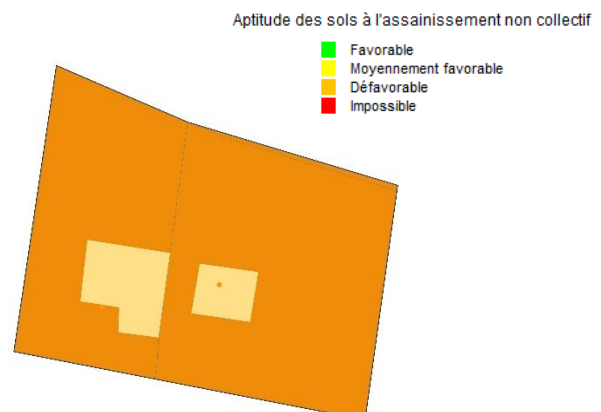 Aptitude des sols à l'assainissement non collectif
Favorable
Moyennement favorable
Défavorable
Impossible